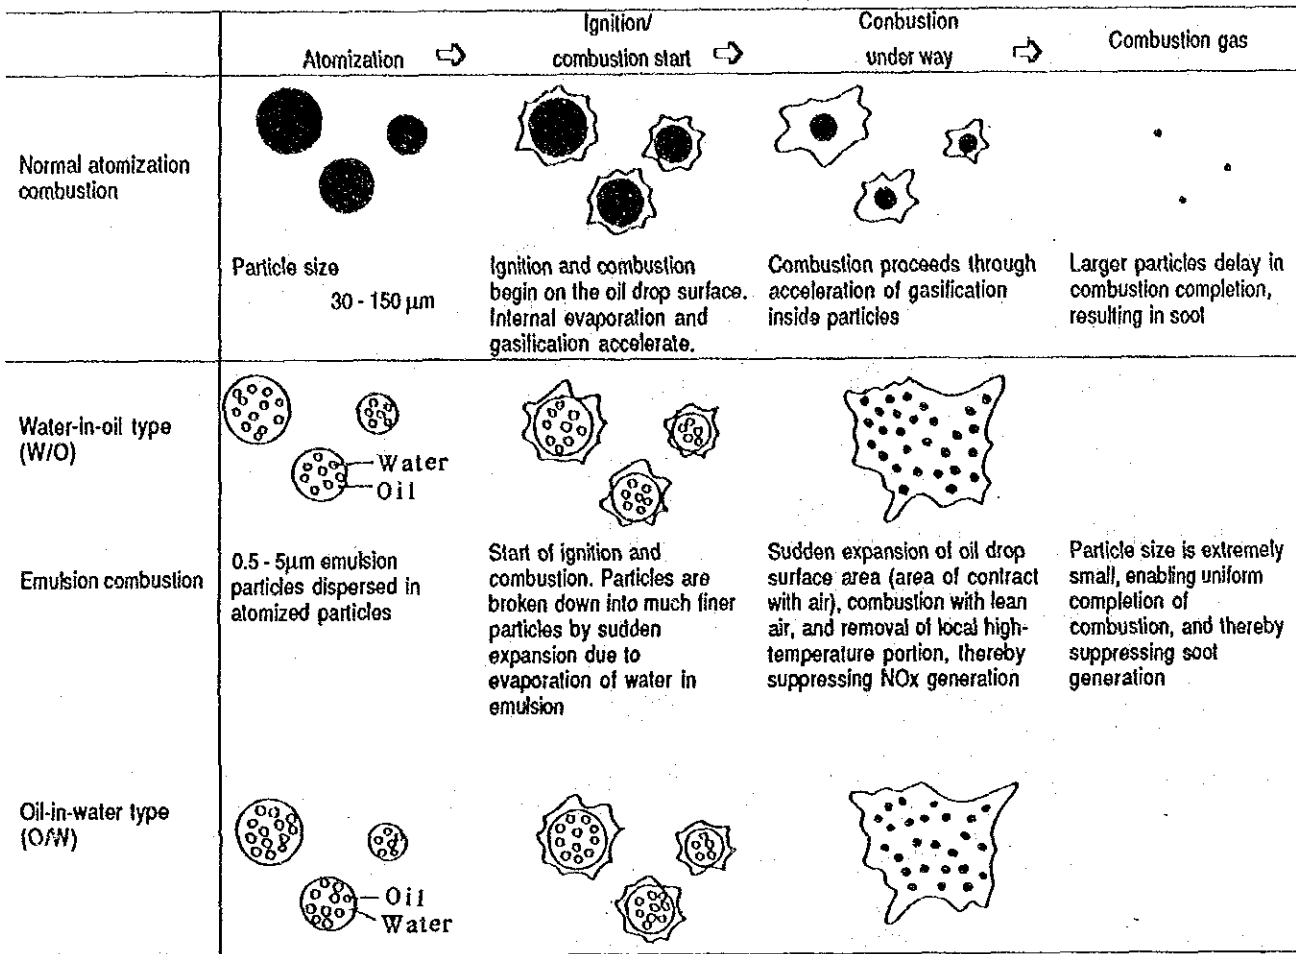 Atomization
Ignition/
combustion start
Conbustion
under way
Combustion gas
Normal atomization
combustion
Particle size
30 - 150 μm
Ignition and combustion
begin on the oil drop surface.
Internal evaporation and
gasification accelerate.
Combustion proceeds through
acceleration of gasification
inside particles
Larger particles delay in
combustion completion,
resulting in soot
Water-in-oil type
(W/O)
Water
Oil
Emulsion combustion
0.5 - 5μm emulsion
particles dispersed in
atomized particles
Start of ignition and
combustion. Particles are
broken down into much finer
particles by sudden
expansion due to
evaporation of water in
emulsion
Sudden expansion of oil drop
surface area (area of contract
with air), combustion with lean
air, and removal of local high-
temperature portion, thereby
suppressing NOx generation
Particle size is extremely
small, enabling uniform
completion of
combustion, and thereby
suppressing soot
generation
Oil-in-water type
(O/W)
Oil
Water